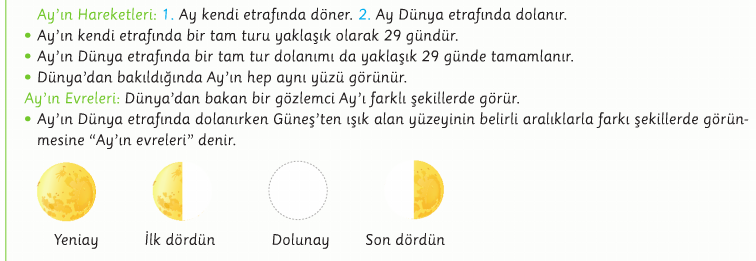 Ay'ın Hareketleri: 1. Ay kendi etrafında döner. 2. Ay Dünya etrafında dolanır.
• Ay'ın kendi etrafında bir tam turu yaklaşık olarak 29 gündür.
• Ay'ın Dünya etrafında bir tam tur dolanımı da yaklaşık 29 günde tamamlanır.
• Dünya'dan bakıldığında Ay'ın hep aynı yüzü görünür.
Ay'ın Evreleri: Dünya'dan bakan bir gözlemci Ay'ı farklı şekillerde görür.
• Ay'ın Dünya etrafında dolanırken Güneş'ten ışık alan yüzeyinin belirli aralıklarla farkı şekillerde görün-
mesine "Ay'ın evreleri" denir.
Yeniay İlk dördün Dolunay Son dördün